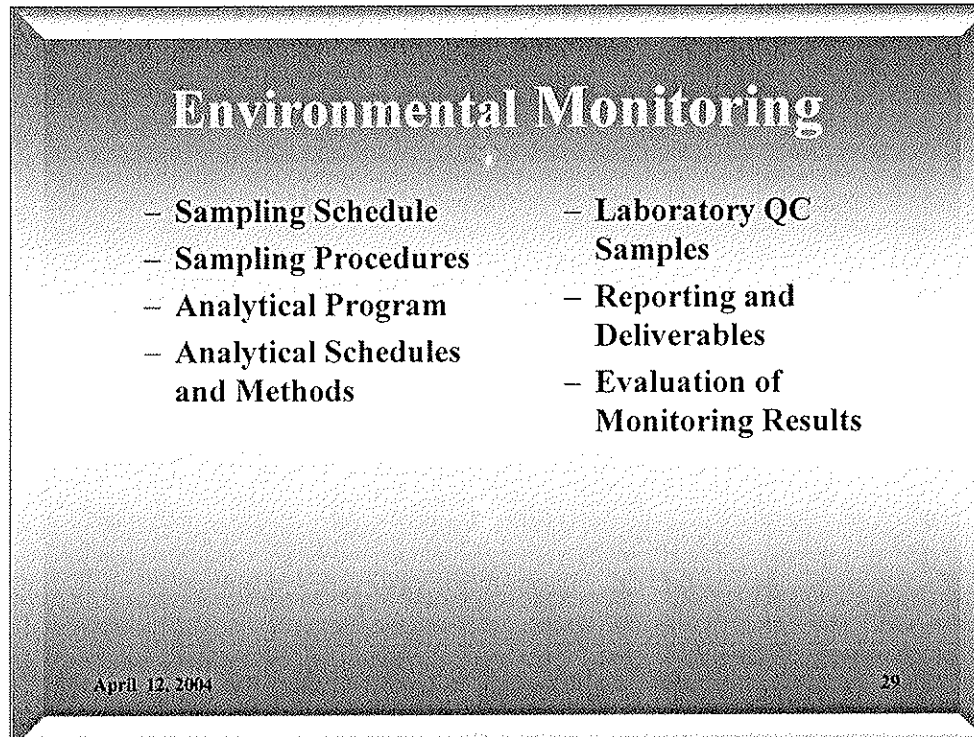 Environmental Monitoring
– Sampling Schedule
– Sampling Procedures
– Analytical Program
– Analytical Schedules
and Methods
– Laboratory QC
Samples
– Reporting and
Deliverables
– Evaluation of
Monitoring Results
April 12, 2004
29